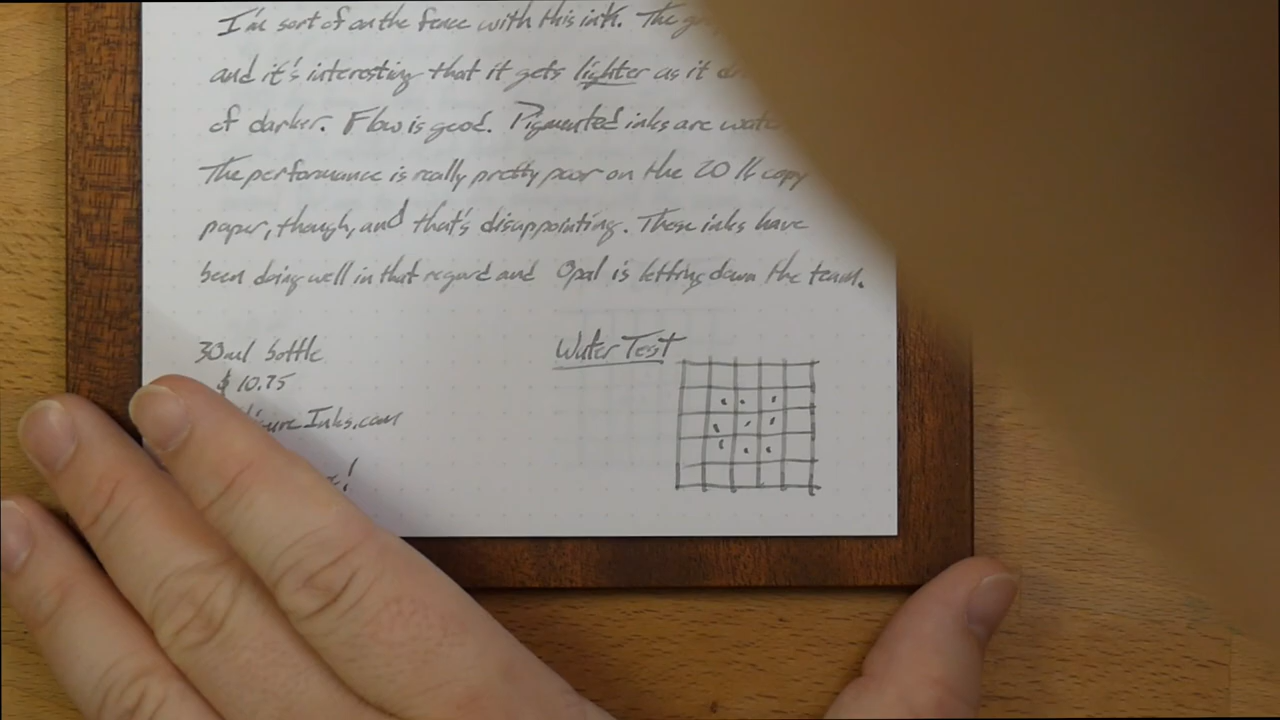 I'm sort of on the fence with this ink. The
and it's interesting that it gets lighter as it
of darker. Flow is good. Pigmented inks are
The performance is really pretty poor on the 20 lb copy
paper, though, and that's disappointing. These inks have
been doing well in that regard and Opal is letting down the team.
30ml bottle
$10.75
Inks.com
Water Test